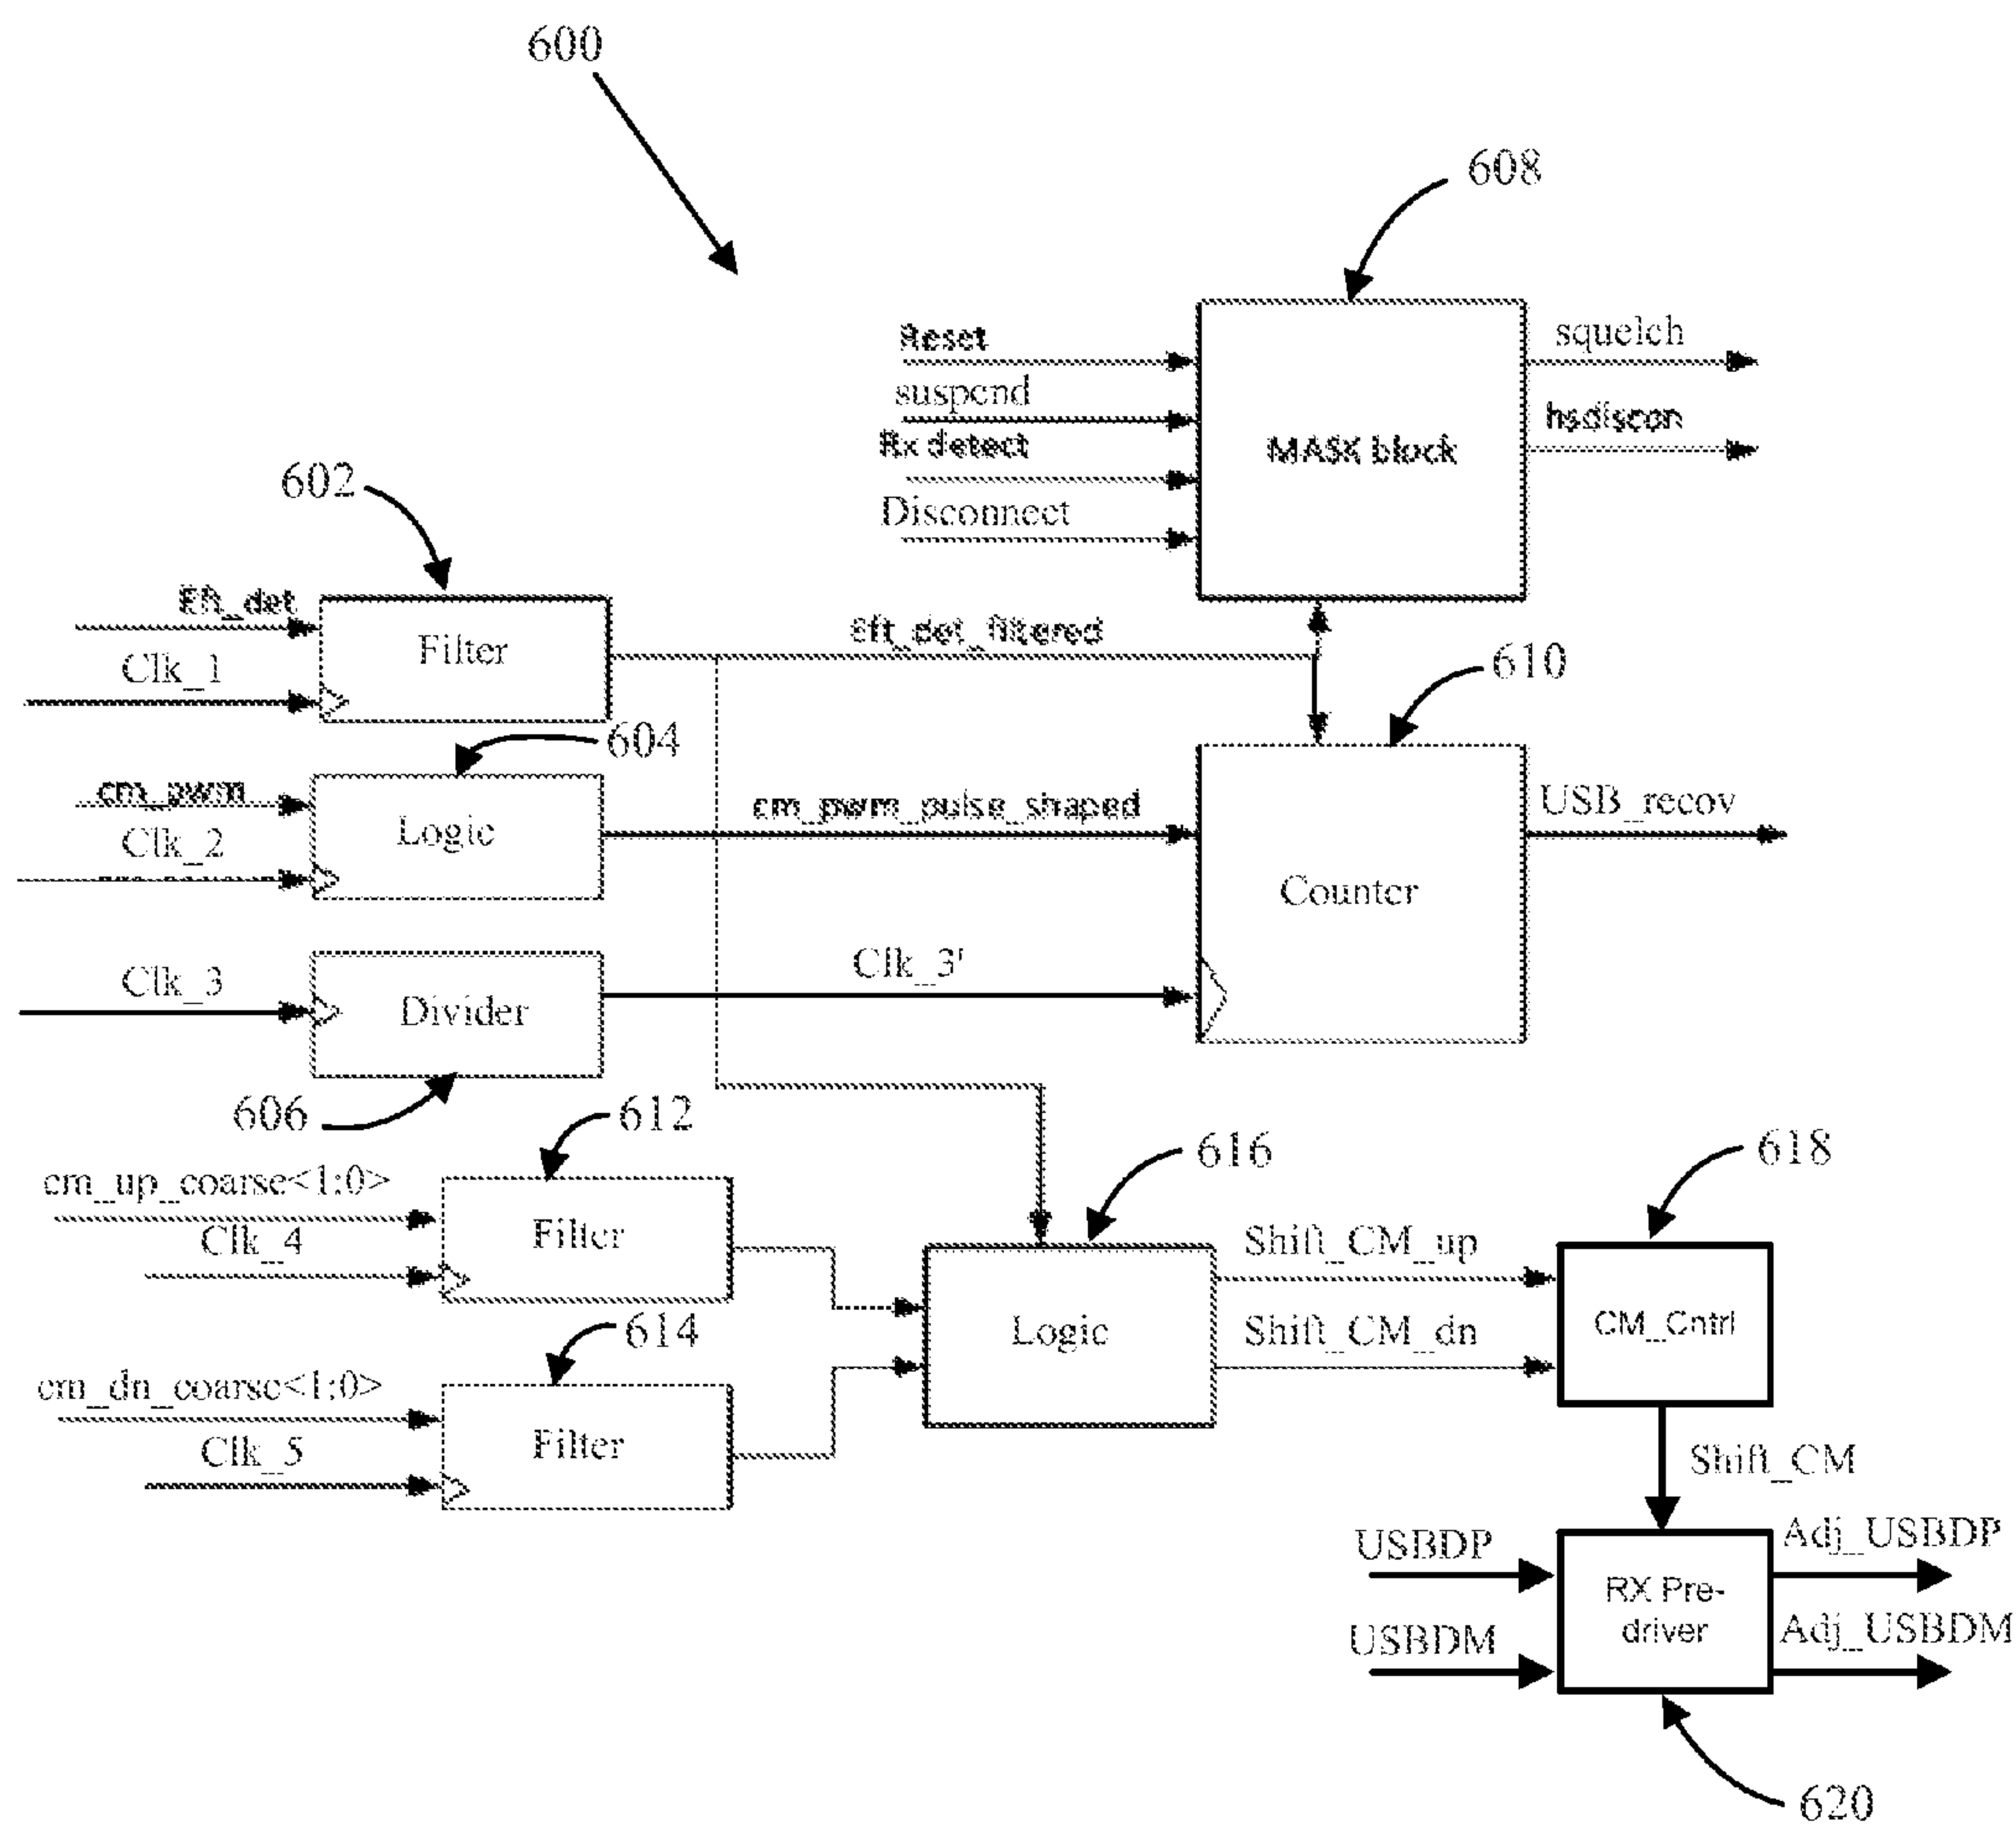 600
608
Reset
suspend
Rx detect
Disconnect
MASK block
squelch
hsdiscon
602
Eft_det
Clk_1
Filter
Eft_det_filtered
610
604
cm_pwm
Clk_2
Logic
cm_pwm_pulse_shaped
Counter
USB_recov
Clk_3
Divider
Clk_3'
606
612
616
618
cm_up_coarse<1:0>
Clk_4
Filter
614
cm_dn_coarse<1:0>
Clk_5
Filter
Logic
Shift_CM_up
Shift_CM_dn
CM_Cntrl
Shift_CM
USBDP
USBDM
RX Pre-
driver
Adj_USBDP
Adj_USBDM
620